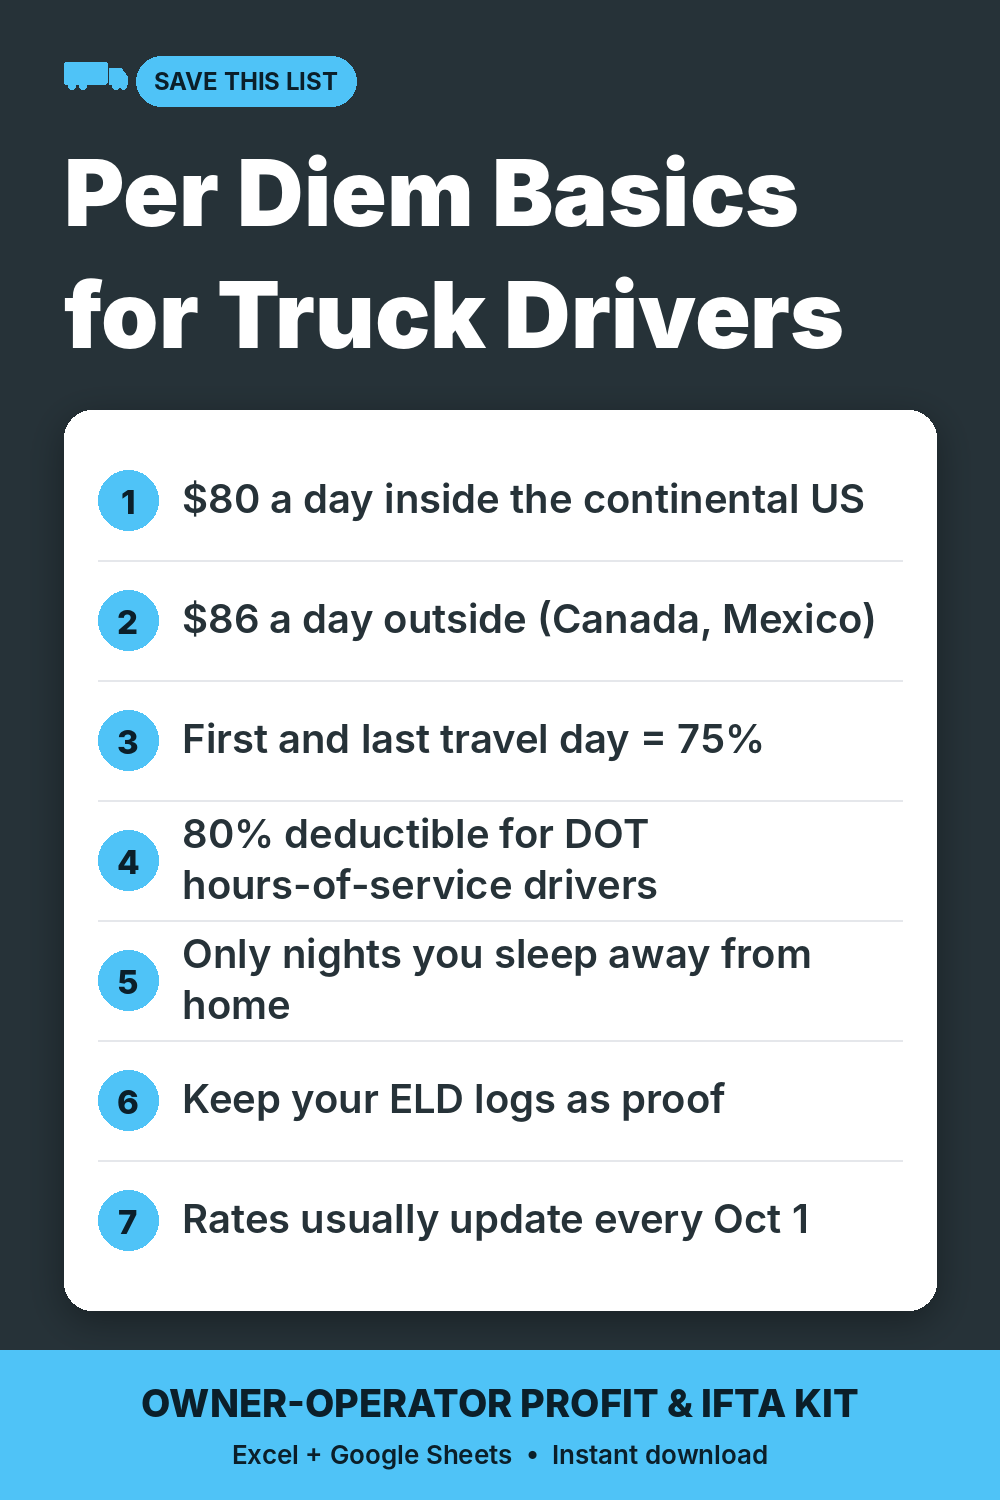 SAVE THIS LIST
Per Diem Basics
for Truck Drivers
1 $80 a day inside the continental US
2 $86 a day outside (Canada, Mexico)
3 First and last travel day = 75%
4 80% deductible for DOT
hours-of-service drivers
5 Only nights you sleep away from
home
6 Keep your ELD logs as proof
7 Rates usually update every Oct 1
OWNER-OPERATOR PROFIT & IFTA KIT
Excel + Google Sheets • Instant download